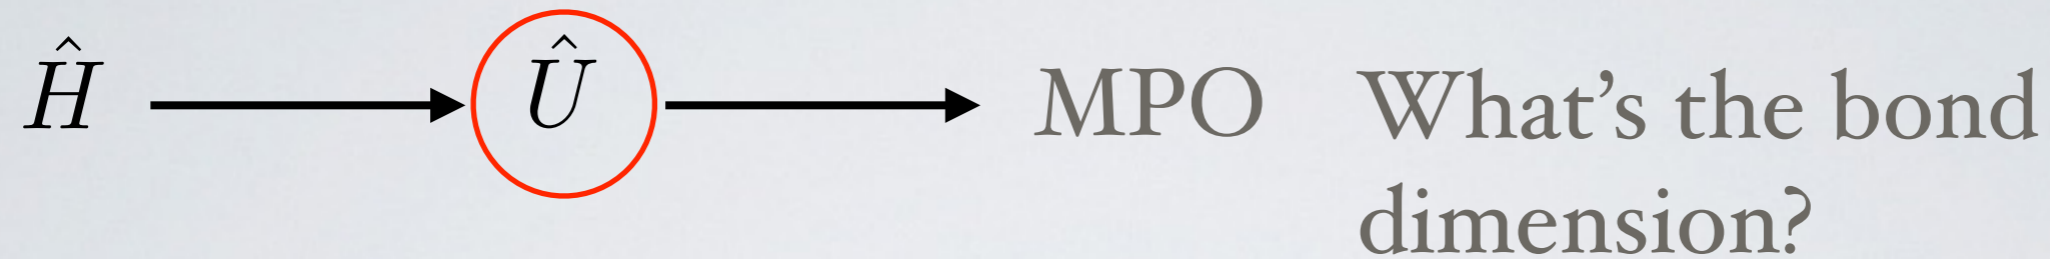 Ĥ Û MPO What’s the bond
dimension?